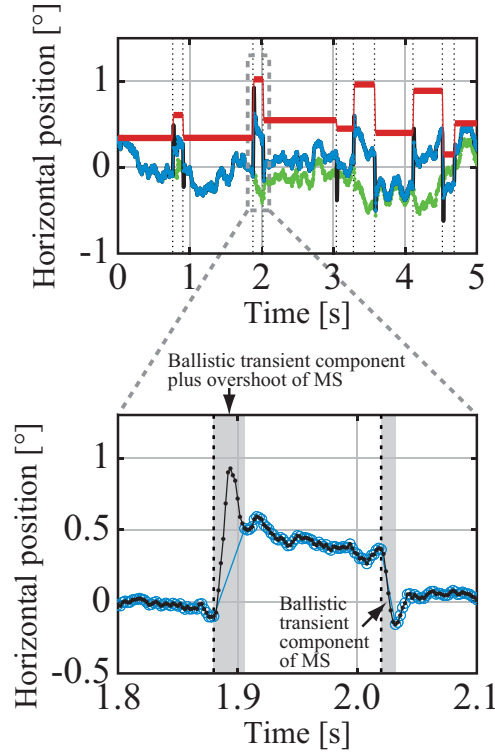 Horizontal position [°]
1
0
-1
0 1 2 3 4 5
Time [s]
Ballistic transient component
plus overshoot of MS
Horizontal position [°]
1
0.5
0
-0.5
Ballistic
transient
component
of MS
1.8 1.9 2.0 2.1
Time [s]